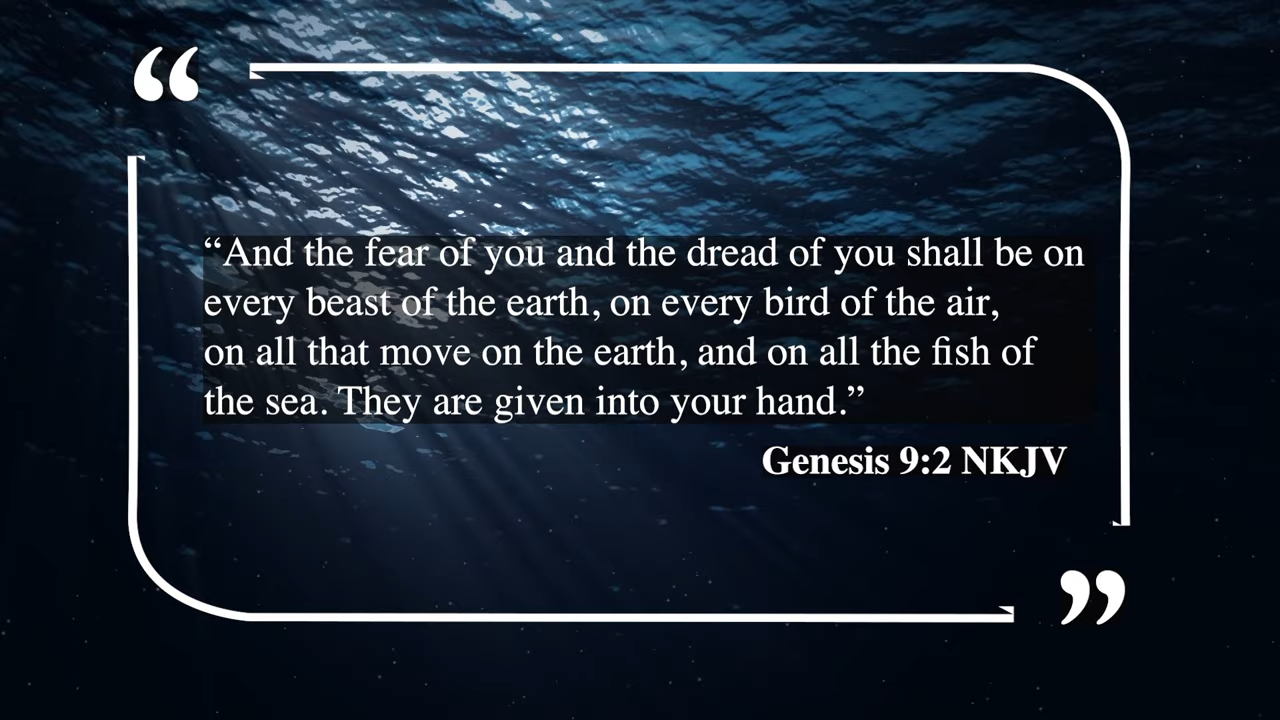 “And the fear of you and the dread of you shall be on
every beast of the earth, on every bird of the air,
on all that move on the earth, and on all the fish of
the sea. They are given into your hand.”
Genesis 9:2 NKJV